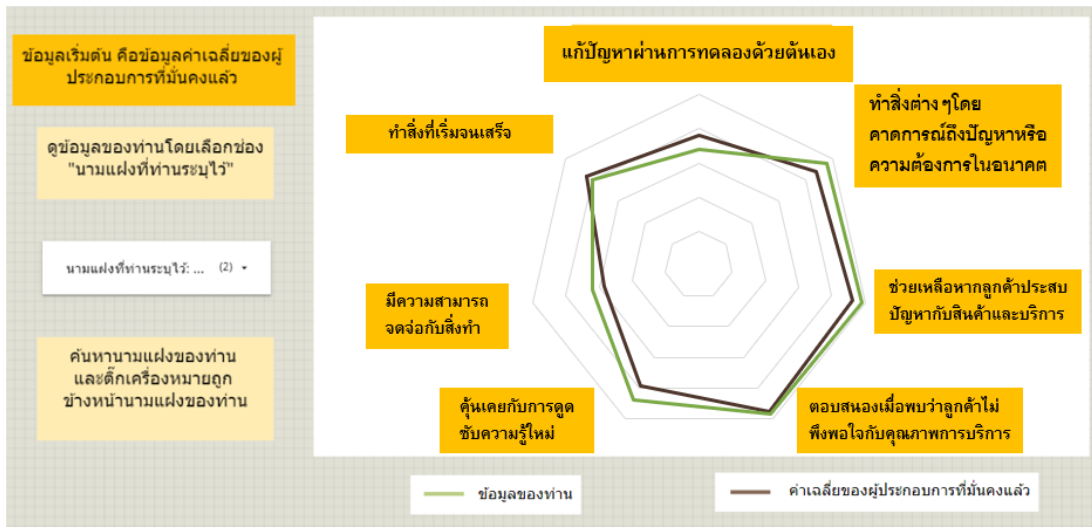 ข้อมูลเริ่มต้น คือข้อมูลค่าเฉลี่ยของผู้
ประกอบการที่มั่นคงแล้ว
ดูข้อมูลของท่านโดยเลือกช่อง
"นามแฝงที่ท่านระบุไว้"
นามแฝงที่ท่านระบุไว้: ... (2)
ค้นหานามแฝงของท่าน
และติ๊กเครื่องหมายถูก
ข้างหน้านามแฝงของท่าน
แก้ปัญหาผ่านการทดลองด้วยตนเอง
ทำสิ่งที่เริ่มจนเสร็จ
ทำสิ่งต่างๆโดย
คาดการณ์ถึงปัญหาหรือ
ความต้องการในอนาคต
มีความสามารถ
จดจ่อกับสิ่งทำ
ช่วยเหลือหากลูกค้าประสบ
ปัญหากับสินค้าและบริการ
คุ้นเคยกับการดูด
ซับความรู้ใหม่
ตอบสนองเมื่อพบว่าลูกค้าไม่
พึงพอใจกับคุณภาพการบริการ
ข้อมูลของท่าน
ค่าเฉลี่ยของผู้ประกอบการที่มั่นคงแล้ว